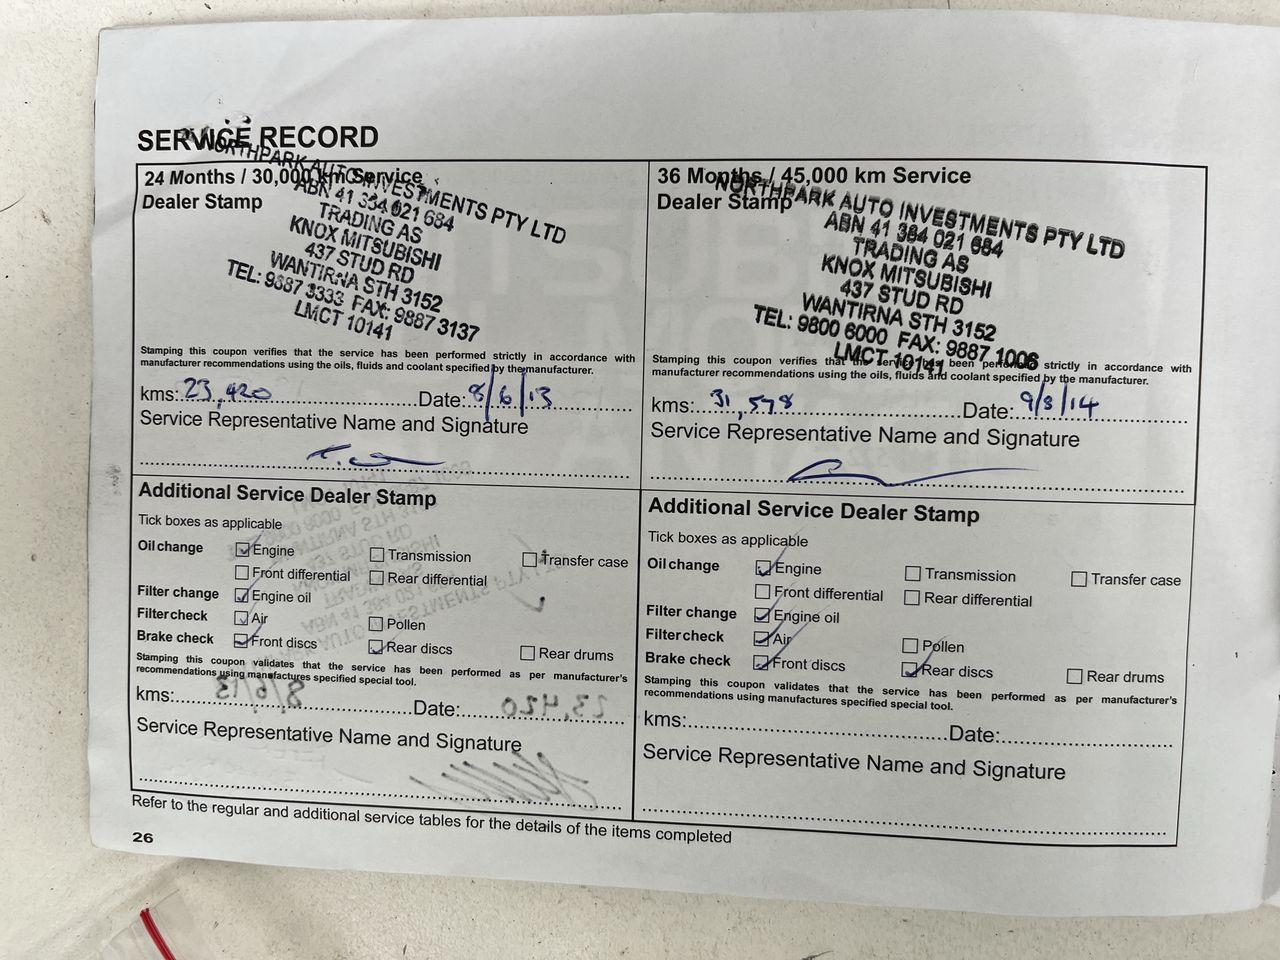 SERVICE RECORD
24 Months / 30,000 km Service
Dealer Stamp
NORTHPARK AUTO INVESTMENTS PTY LTD
ABN 41 384 021 684
TRADING AS
KNOX MITSUBISHI
437 STUD RD
WANTIRNA STH 3152
TEL: 9887 3333 FAX: 9887 3137
LMCT 10141
Stamping this coupon verifies that the service has been performed strictly in accordance with
manufacturer recommendations using the oils, fluids and coolant specified by the manufacturer.
kms: 23,420 Date: 8/6/13
Service Representative Name and Signature
Additional Service Dealer Stamp
Tick boxes as applicable
Oil change Engine Transmission Transfer case
Front differential Rear differential
Filter change Engine oil
Filter check Air Pollen
Brake check Front discs Rear discs Rear drums
Stamping this coupon validates that the service has been performed as per manufacturer's
recommendations using manufactures specified special tool.
kms: Date:
Service Representative Name and Signature
36 Months / 45,000 km Service
Dealer Stamp
NORTHPARK AUTO INVESTMENTS PTY LTD
ABN 41 384 021 684
TRADING AS
KNOX MITSUBISHI
437 STUD RD
WANTIRNA STH 3152
TEL: 9800 6000 FAX: 9887 1006
LMCT 10141
Stamping this coupon verifies that the service has been performed strictly in accordance with
manufacturer recommendations using the oils, fluids and coolant specified by the manufacturer.
kms: 31,578 Date: 9/8/14
Service Representative Name and Signature
Additional Service Dealer Stamp
Tick boxes as applicable
Oil change Engine Transmission Transfer case
Front differential Rear differential
Filter change Engine oil
Filter check Air Pollen
Brake check Front discs Rear discs Rear drums
Stamping this coupon validates that the service has been performed as per manufacturer's
recommendations using manufactures specified special tool.
kms: Date:
Service Representative Name and Signature
Refer to the regular and additional service tables for the details of the items completed
26